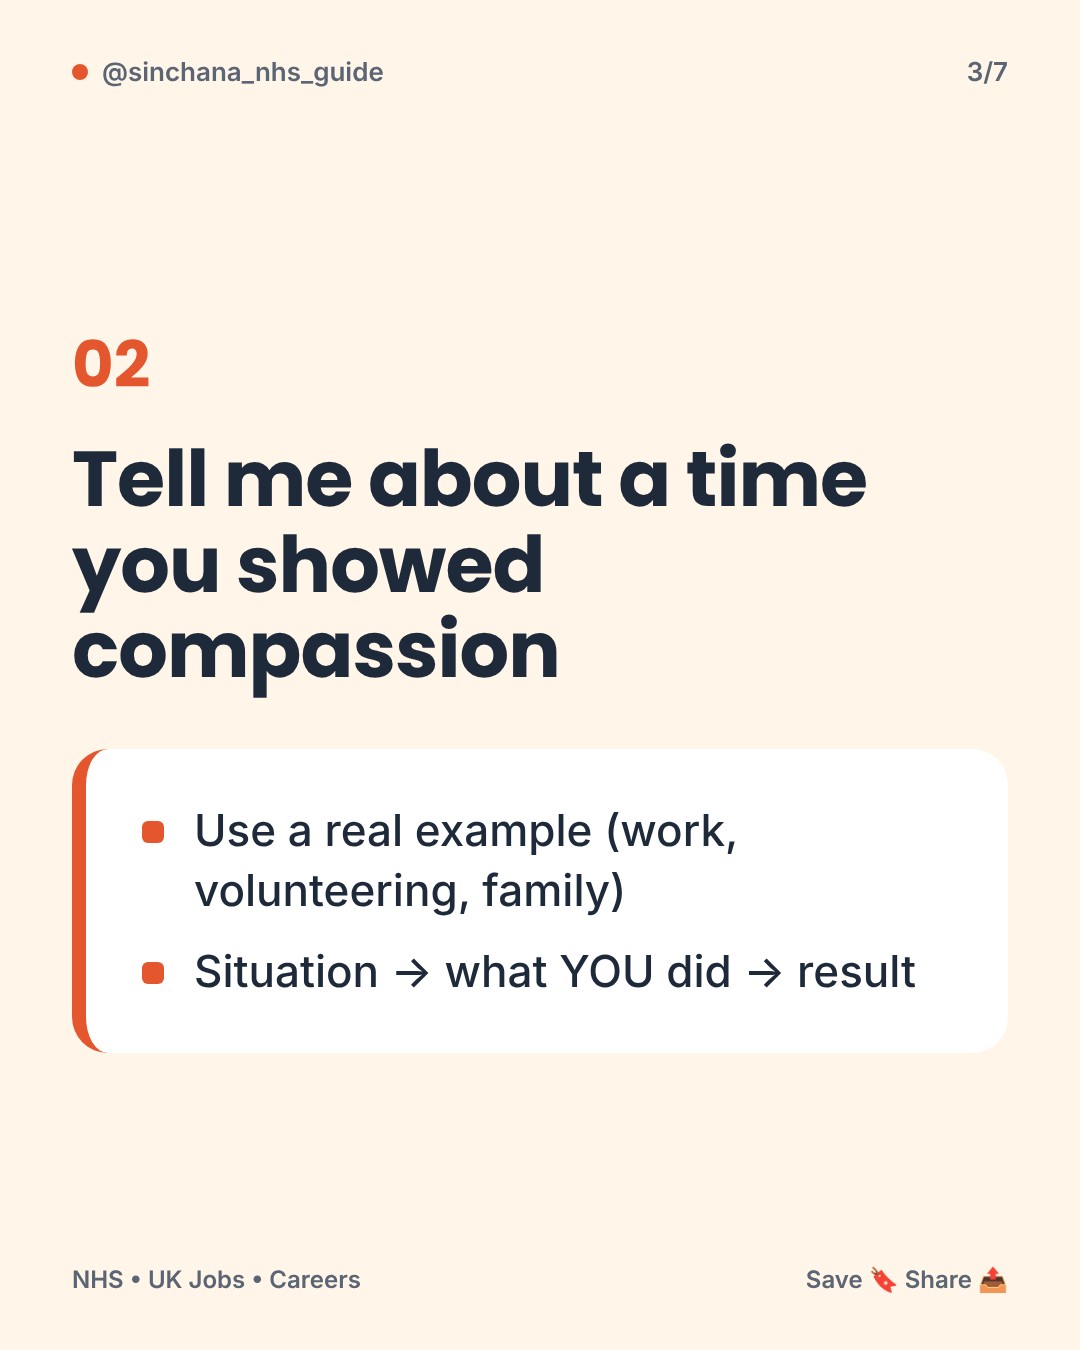 @sinchana_nhs_guide
3/7
02
Tell me about a time
you showed
compassion
Use a real example (work,
volunteering, family)
Situation → what YOU did → result
NHS • UK Jobs • Careers
Save 🔖 Share 📤